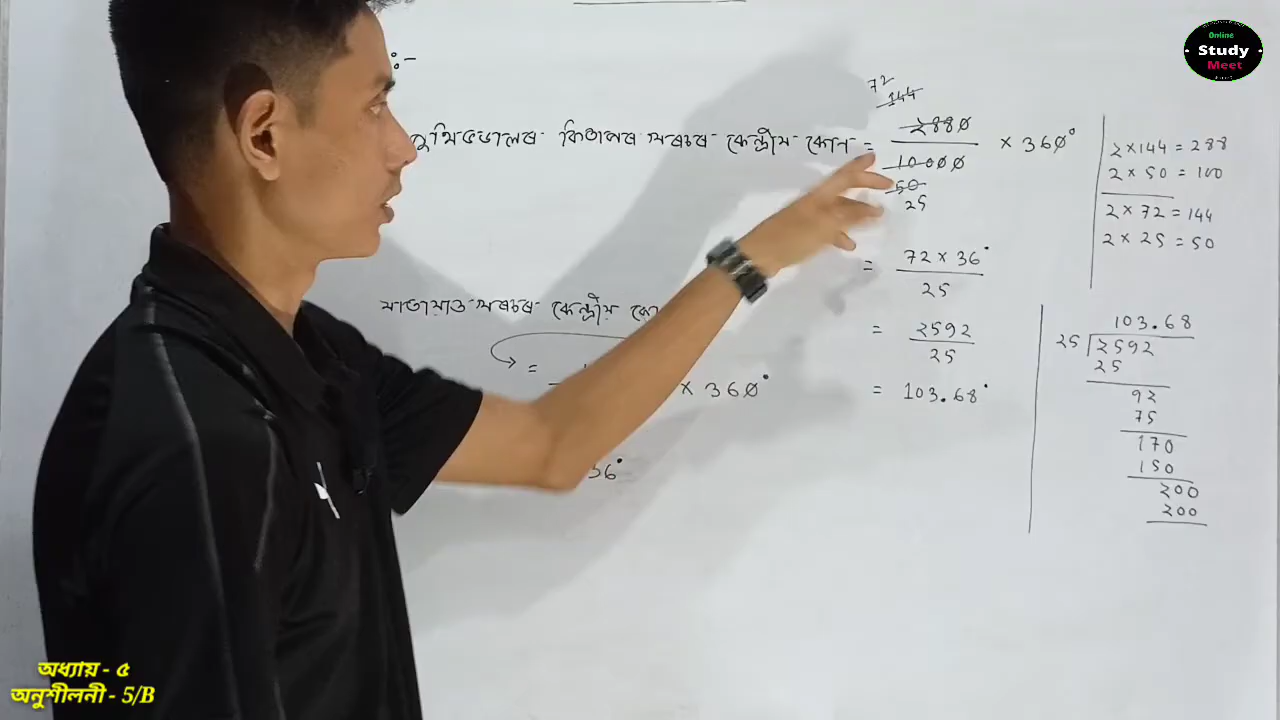 Online
Study
Meet
:-
কিতাপৰ খৰচৰ কেন্দ্ৰীয় কোণ = 2880/10000 × 360°
72
144
50
25
= 72 × 36° / 25
= 2592/25
= 103.68°
2×144 = 288
2 × 50 = 100
2 × 72 = 144
2 × 25 = 50
যাতায়াত খৰচৰ কেন্দ্ৰীয়
=
× 360°
36°
103.68
25 2592
25
92
75
170
150
200
200
অধ্যায় - ৫
অনুশীলনী - 5/B